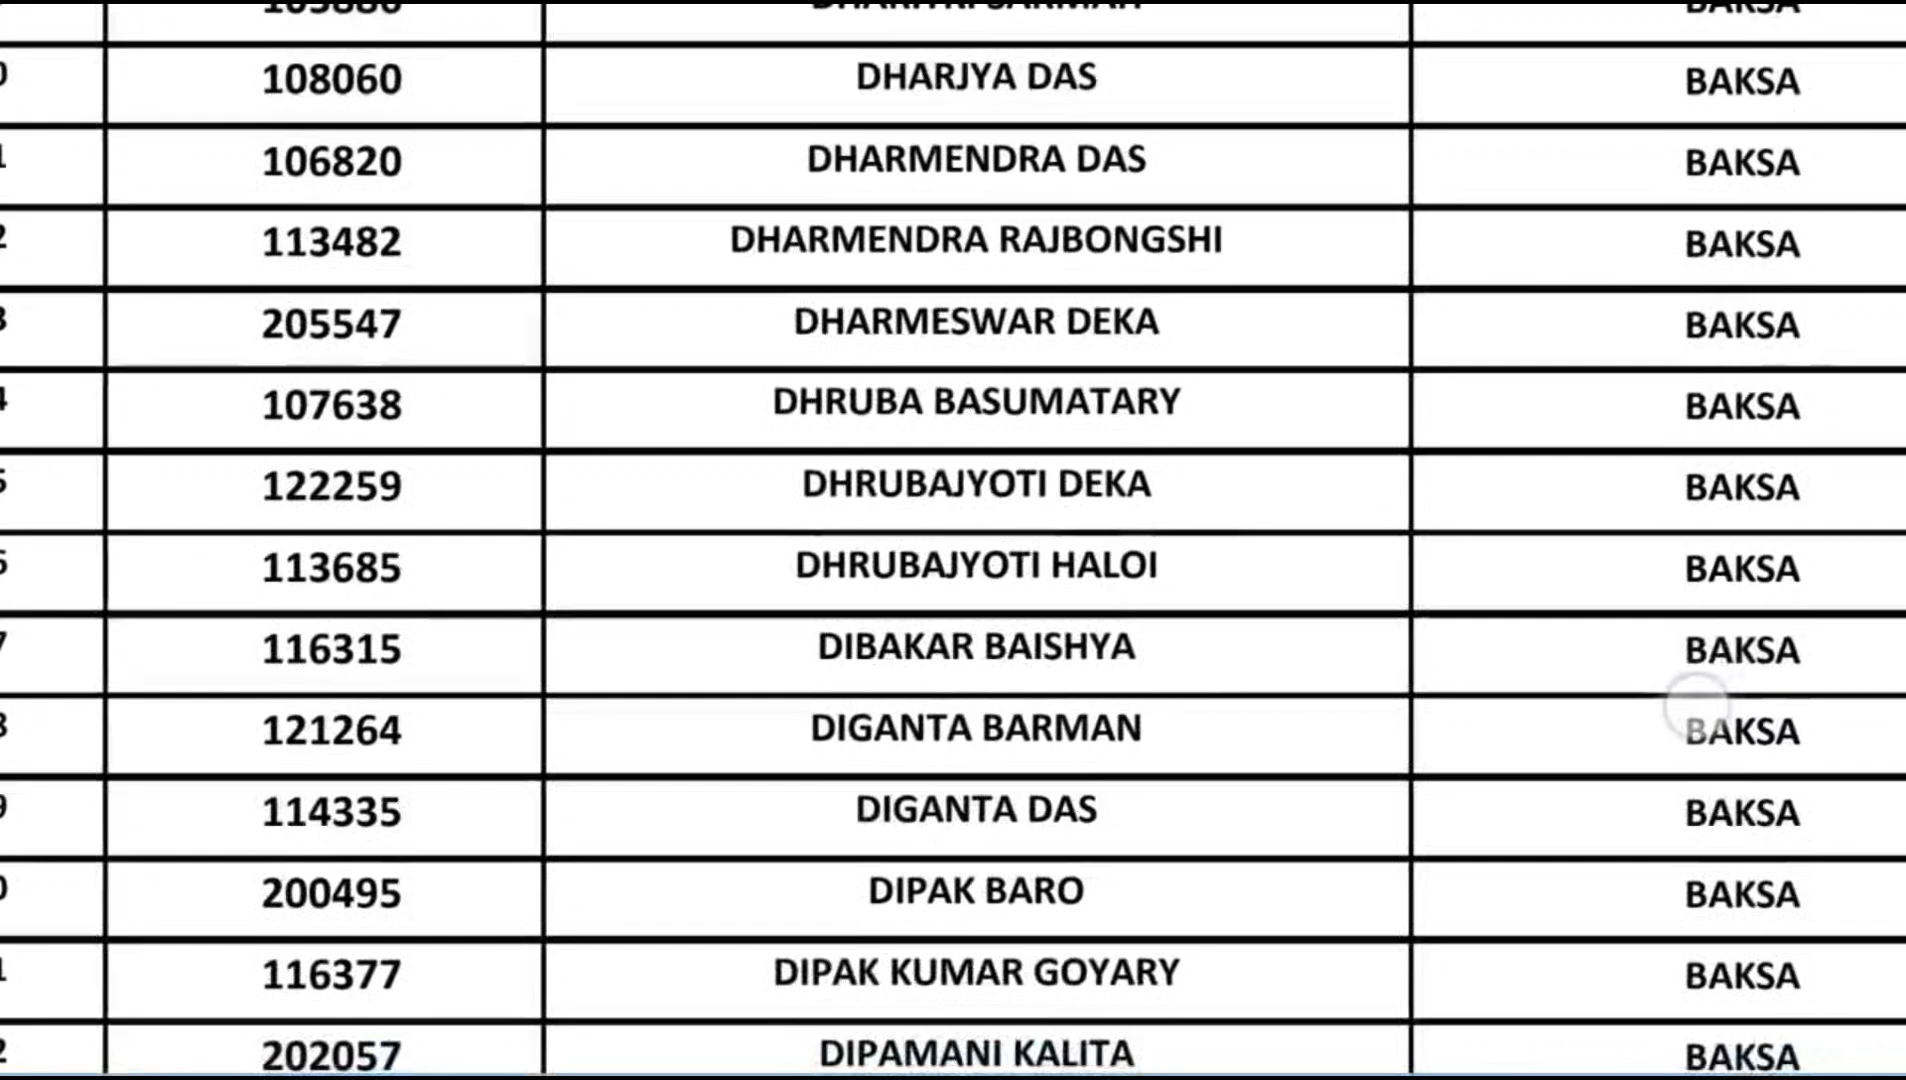 108060 DHARJYA DAS BAKSA
106820 DHARMENDRA DAS BAKSA
113482 DHARMENDRA RAJBONGSHI BAKSA
205547 DHARMESWAR DEKA BAKSA
107638 DHRUBA BASUMATARY BAKSA
122259 DHRUBAJYOTI DEKA BAKSA
113685 DHRUBAJYOTI HALOI BAKSA
116315 DIBAKAR BAISHYA BAKSA
121264 DIGANTA BARMAN BAKSA
114335 DIGANTA DAS BAKSA
200495 DIPAK BARO BAKSA
116377 DIPAK KUMAR GOYARY BAKSA
202057 DIPAMANI KALITA BAKSA